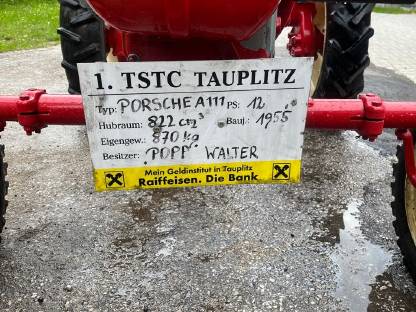 1. TSTC TAUPLITZ
Typ: PORSCHE A111 PS: 12
Hubraum: 822 cm³ Bauj.: 1955
Eigengew.: 870 kg
Besitzer: "POPP" WALTER
Mein Geldinstitut in Tauplitz
Raiffeisen. Die Bank